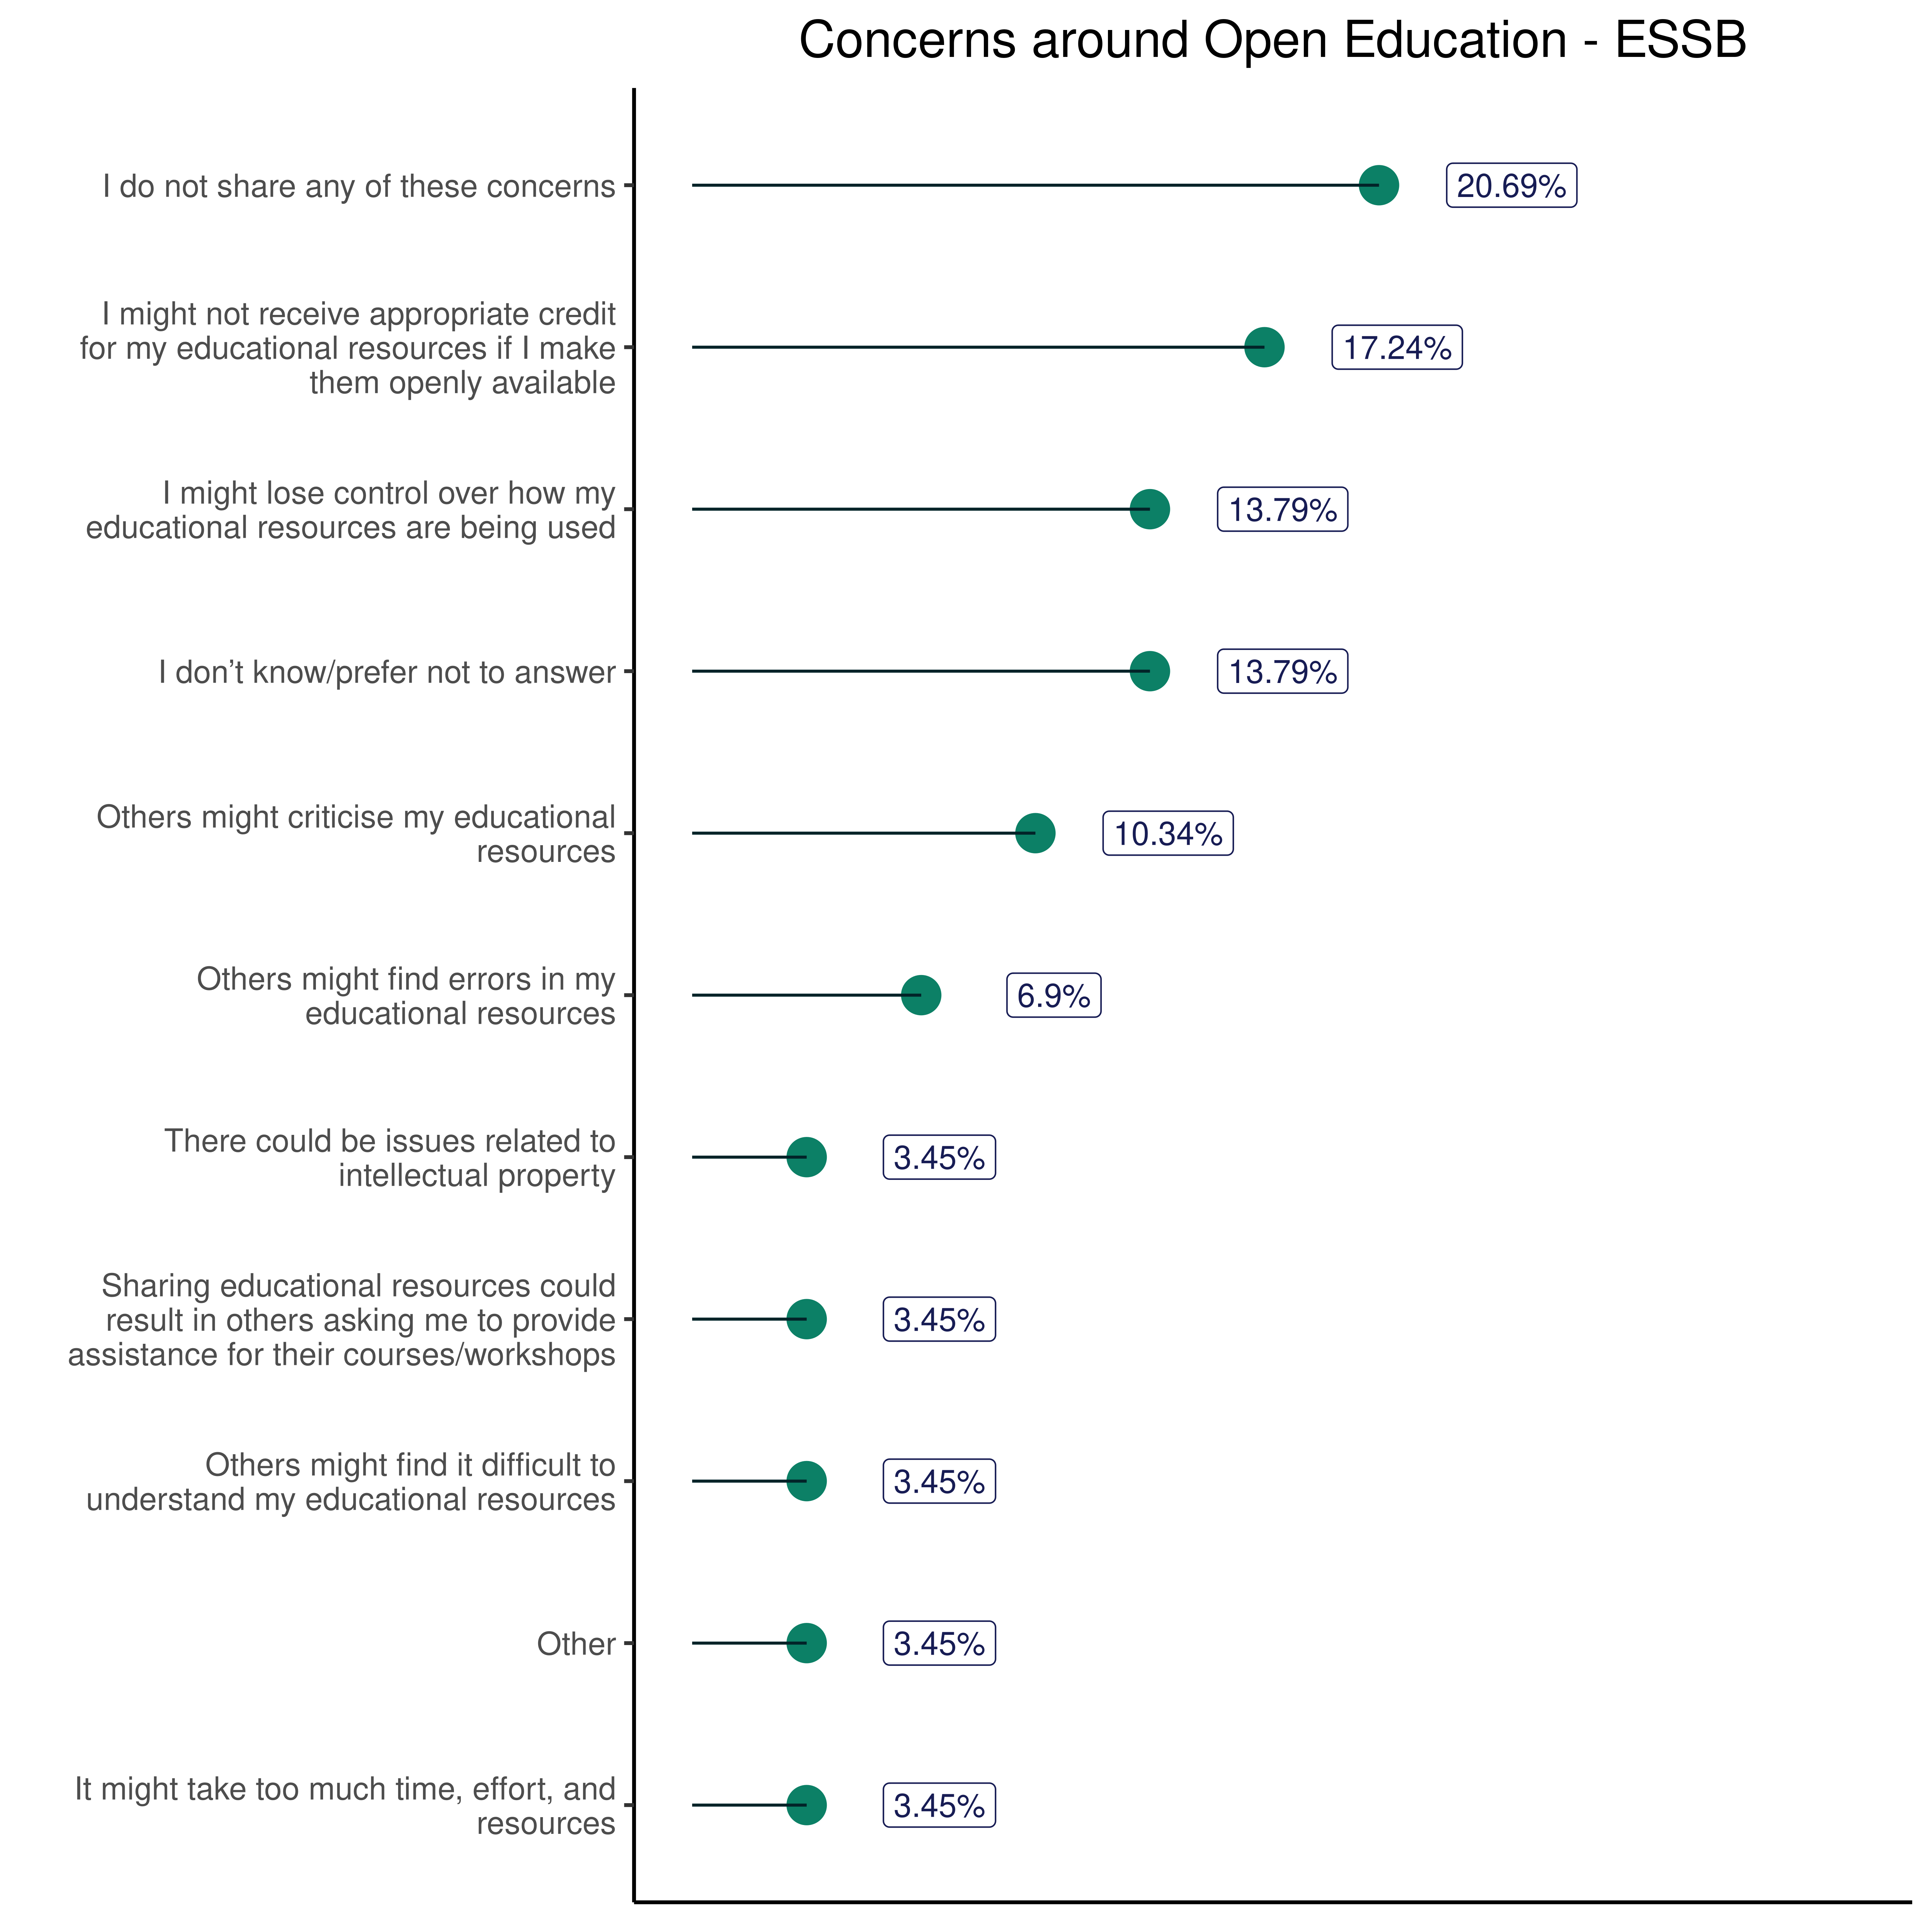 Concerns around Open Education - ESSB
I do not share any of these concerns
20.69%
I might not receive appropriate credit
for my educational resources if I make
them openly available
17.24%
I might lose control over how my
educational resources are being used
13.79%
I don’t know/prefer not to answer
13.79%
Others might criticise my educational
resources
10.34%
Others might find errors in my
educational resources
6.9%
There could be issues related to
intellectual property
3.45%
Sharing educational resources could
result in others asking me to provide
assistance for their courses/workshops
3.45%
Others might find it difficult to
understand my educational resources
3.45%
Other
3.45%
It might take too much time, effort, and
resources
3.45%